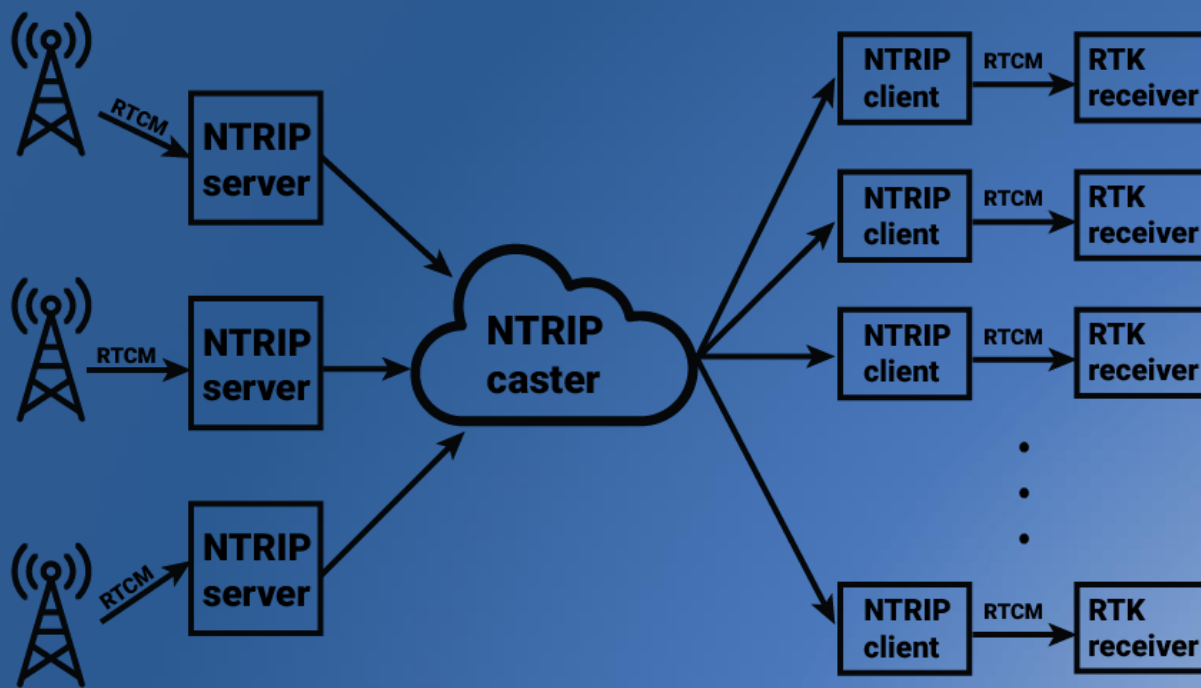 RTCM
NTRIP
server
RTCM
NTRIP
server
RTCM
NTRIP
server
NTRIP
caster
NTRIP
client
RTCM
RTK
receiver
NTRIP
client
RTCM
RTK
receiver
NTRIP
client
RTCM
RTK
receiver
NTRIP
client
RTCM
RTK
receiver